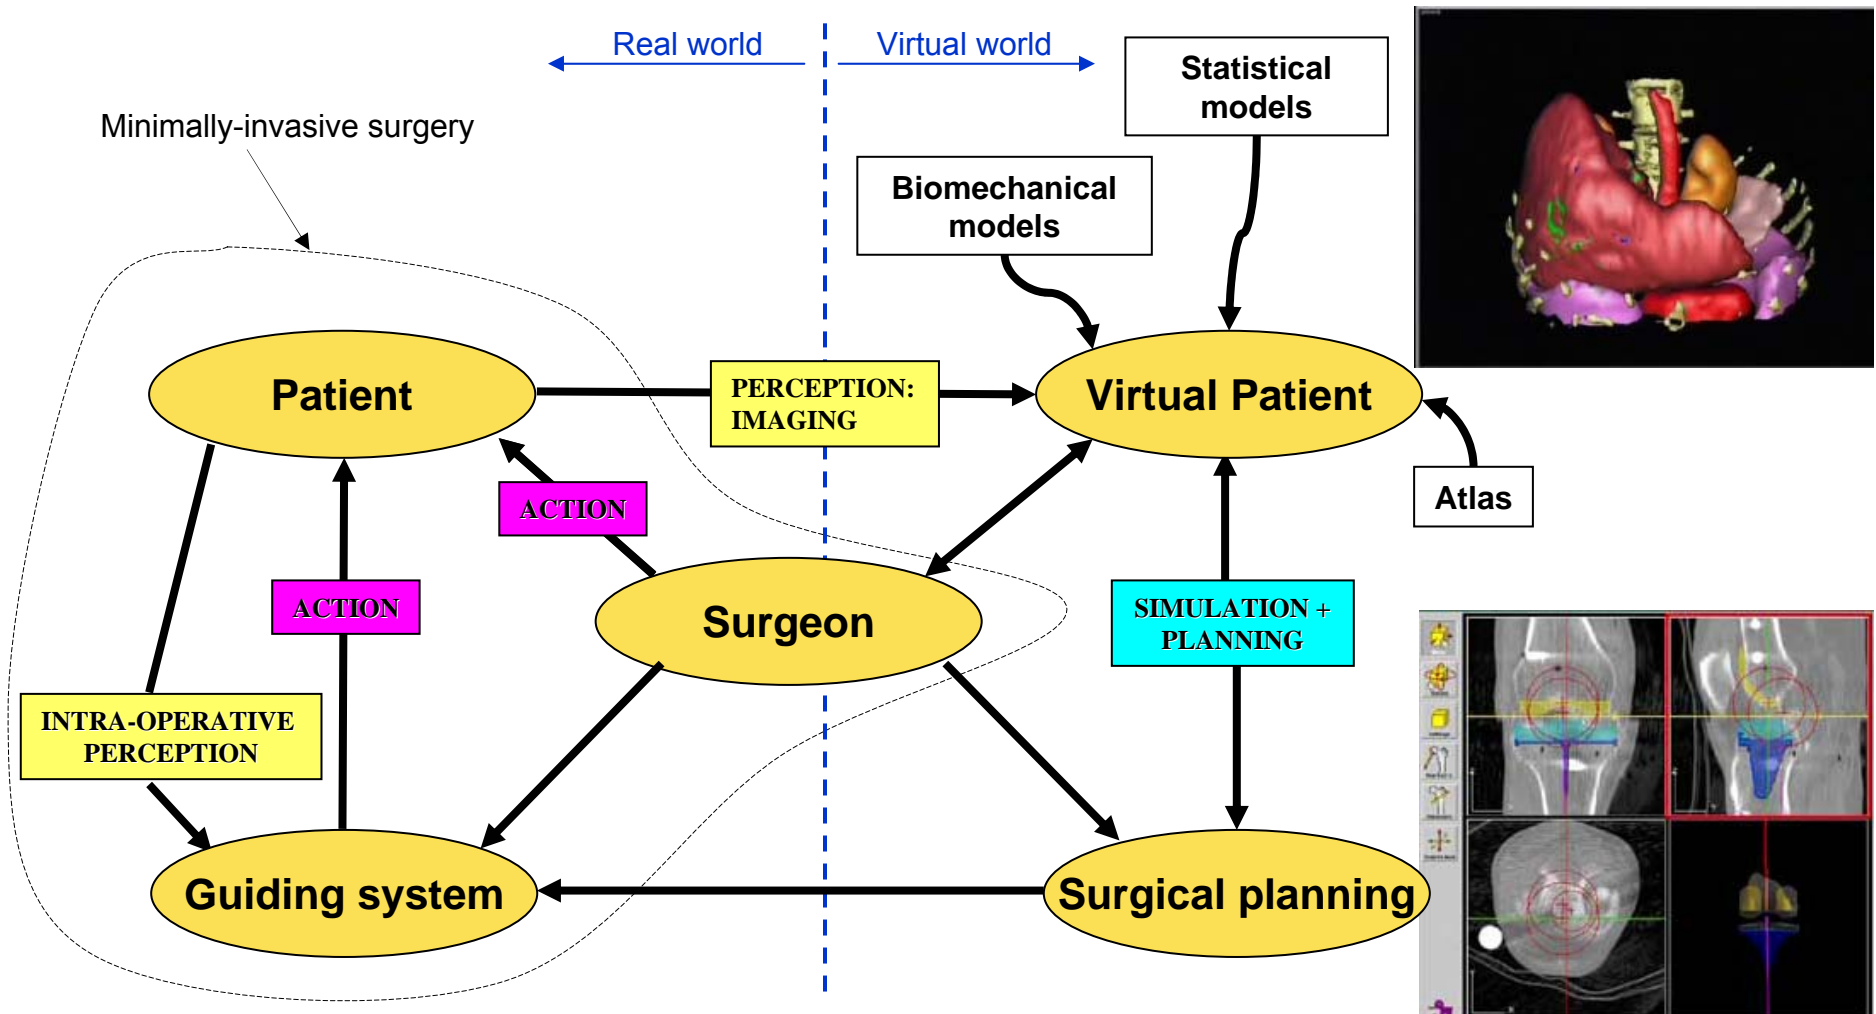 Real world
Virtual world
Statistical
models
Minimally-invasive surgery
Biomechanical
models
Patient
PERCEPTION:
IMAGING
Virtual Patient
ACTION
Atlas
ACTION
Surgeon
SIMULATION +
PLANNING
INTRA-OPERATIVE
PERCEPTION
Guiding system
Surgical planning